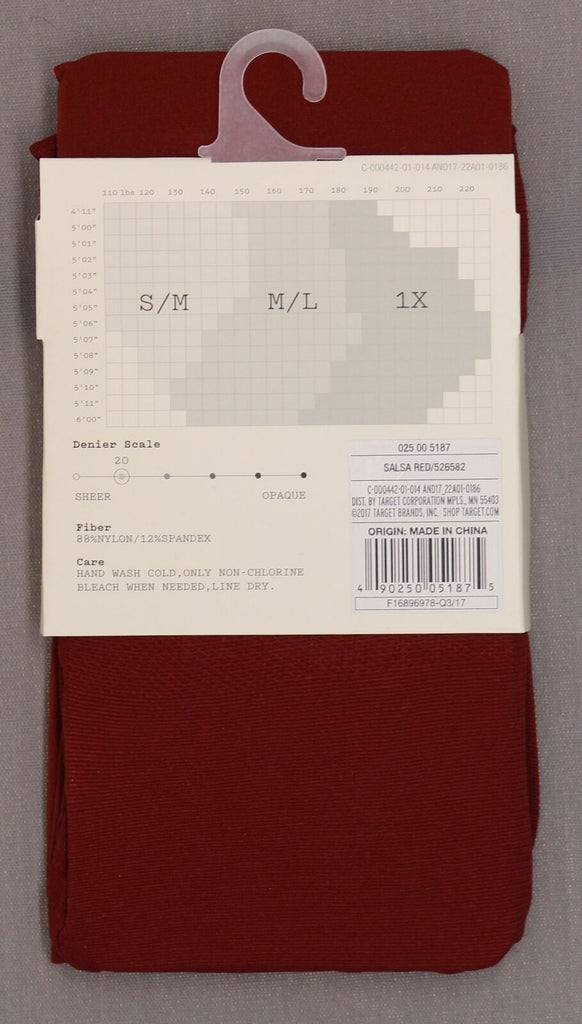 C-000442-01-014 AND17-22A01-0186
110 lbs 120 130 140 150 160 170 180 190 200 210 220
4'11"
5'00"
5'01"
5'02"
5'03"
5'04"
5'05"
5'06"
5'07"
5'08"
5'09"
5'10"
5'11"
6'00"
S/M M/L 1X
Denier Scale
20
SHEER OPAQUE
Fiber
88%NYLON/12%SPANDEX
Care
HAND WASH COLD,ONLY NON-CHLORINE
BLEACH WHEN NEEDED,LINE DRY.
025 00 5187
SALSA RED/526582
C-000442-01-014 AND17_22A01-0186
DIST. BY TARGET CORPORATION MPLS., MN 55403
©2017 TARGET BRANDS, INC. SHOP TARGET.COM
ORIGIN: MADE IN CHINA
4 90250 05187 5
F16896978-Q3/17